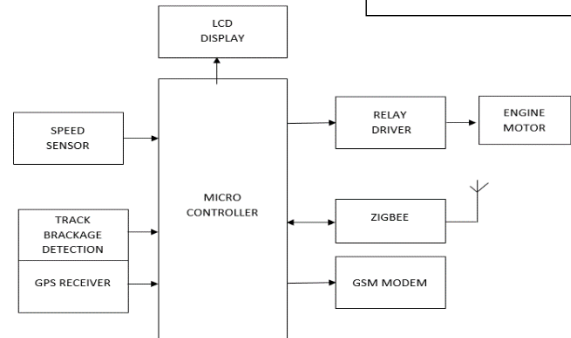 LCD
DISPLAY
SPEED
SENSOR
TRACK
BRACKAGE
DETECTION
GPS RECEIVER
MICRO
CONTROLLER
RELAY
DRIVER
ENGINE
MOTOR
ZIGBEE
GSM MODEM